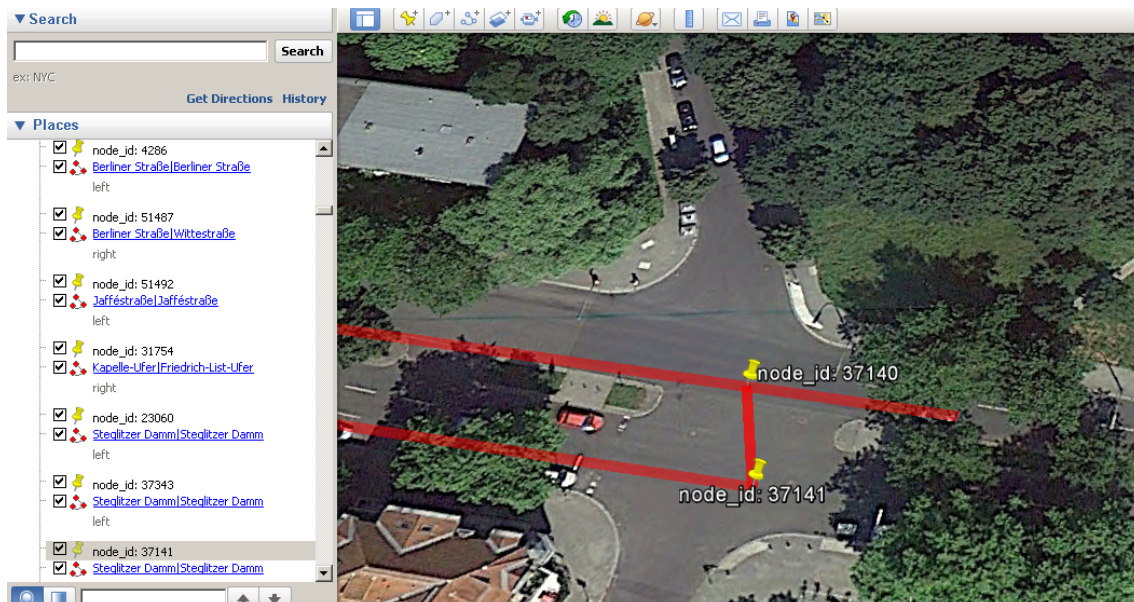 Search
Search
ex: NYC
Get Directions History
Places
node_id: 4286
Berliner Straße|Berliner Straße
left
node_id: 51487
Berliner Straße|Wittestraße
right
node_id: 51492
Jafféstraße|Jafféstraße
left
node_id: 31754
Kapelle-Ufer|Friedrich-List-Ufer
right
node_id: 23060
Steglitzer Damm|Steglitzer Damm
left
node_id: 37343
Steglitzer Damm|Steglitzer Damm
left
node_id: 37141
Steglitzer Damm|Steglitzer Damm
node_id: 37140
node_id: 37141